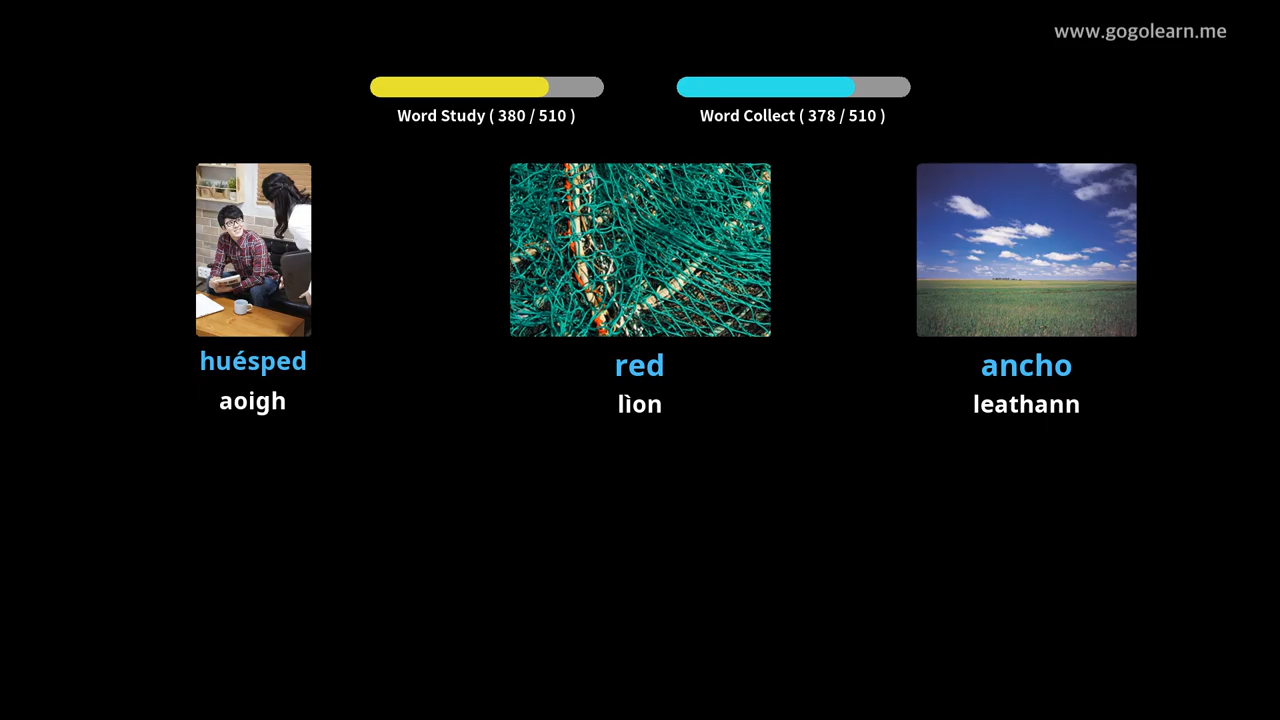 www.gogolearn.me
Word Study ( 380 / 510 )
Word Collect ( 378 / 510 )
huésped
aoigh
red
lìon
ancho
leathann